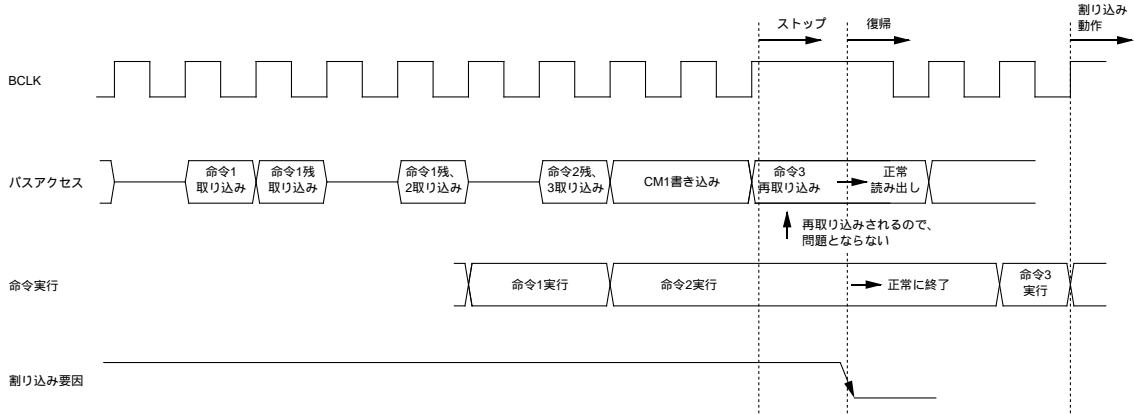 ストップ
復帰
割り込み
動作
BCLK
バスアクセス
命令1
取り込み
命令1残
取り込み
命令1残、
2取り込み
命令2残、
3取り込み
CM1書き込み
命令3
再取り込み
正常
読み出し
再取り込みされるので、
問題とならない
命令実行
命令1実行
命令2実行
正常に終了
命令3
実行
割り込み要因